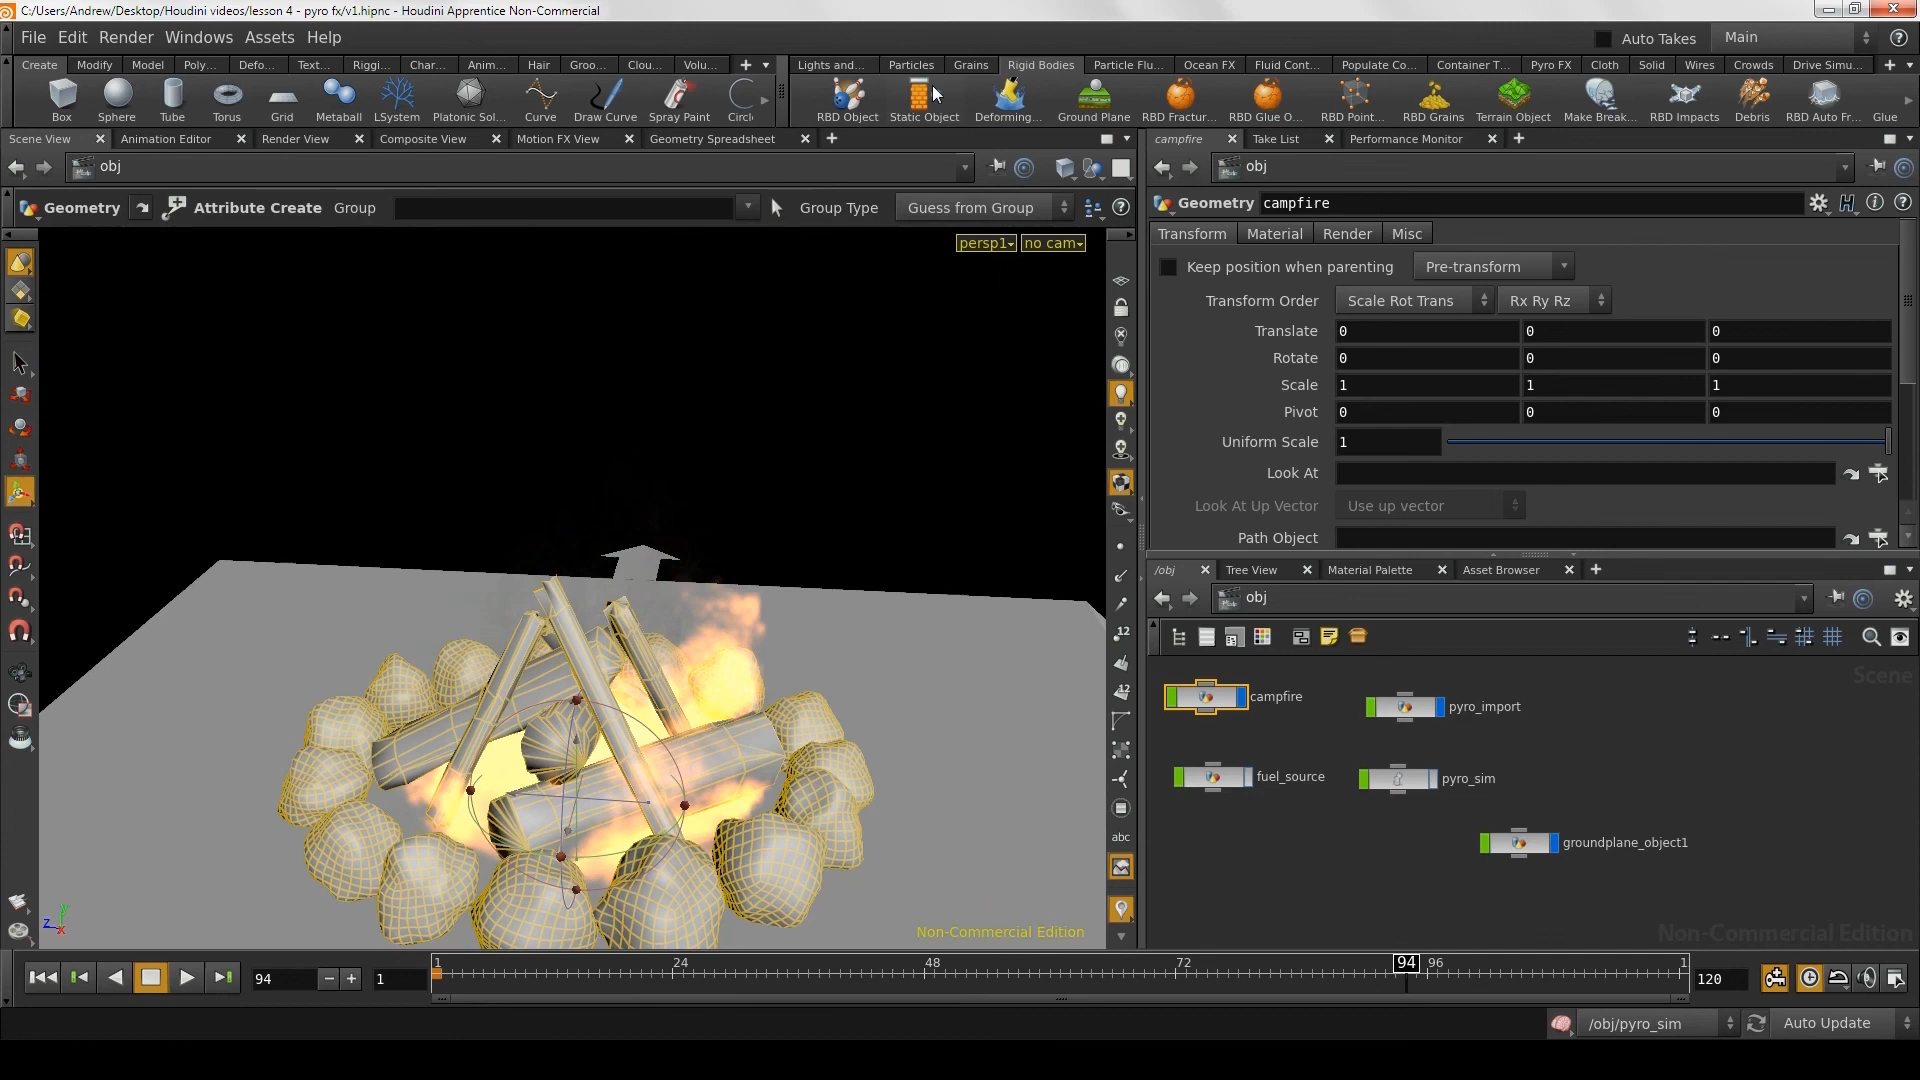 C:/Users/Andrew/Desktop/Houdini videos/lesson 4 - pyro fx/v1.hipnc - Houdini Apprentice Non-Commercial
File Edit Render Windows Assets Help
Auto Takes Main
Create Modify Model Poly... Defo... Text... Riggi... Char... Anim... Hair Groo... Clou... Volu...
Lights and... Particles Grains Rigid Bodies Particle Flu... Ocean FX Fluid Cont... Populate Co... Container T... Pyro FX Cloth Solid Wires Crowds Drive Simu...
Box Sphere Tube Torus Grid Metaball LSystem Platonic Sol... Curve Draw Curve Spray Paint Circl
RBD Object Static Object Deforming... Ground Plane RBD Fractur... RBD Glue O... RBD Point... RBD Grains Terrain Object Make Break... RBD Impacts Debris RBD Auto Fr... Glue
Scene View Animation Editor Render View Composite View Motion FX View Geometry Spreadsheet
campfire Take List Performance Monitor
obj
obj
Geometry Attribute Create Group Group Type Guess from Group
Geometry campfire
persp1 no cam
Transform Material Render Misc
Keep position when parenting Pre-transform
Transform Order Scale Rot Trans Rx Ry Rz
Translate 0 0 0
Rotate 0 0 0
Scale 1 1 1
Pivot 0 0 0
Uniform Scale 1
Look At
Look At Up Vector Use up vector
Path Object
/obj Tree View Material Palette Asset Browser
obj
12
12
abc
Scene
campfire
pyro_import
fuel_source
pyro_sim
groundplane_object1
z y x
Non-Commercial Edition
Non-Commercial Edition
94 1 1 24 48 72 94 96 1 120
/obj/pyro_sim Auto Update